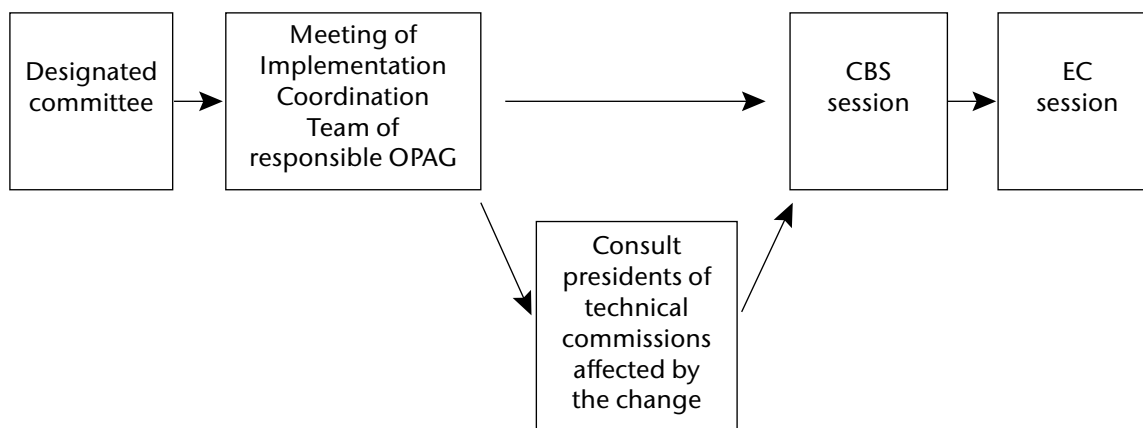 Designated
committee
Meeting of
Implementation
Coordination
Team of
responsible OPAG
CBS
session
EC
session
Consult
presidents of
technical
commissions
affected by
the change